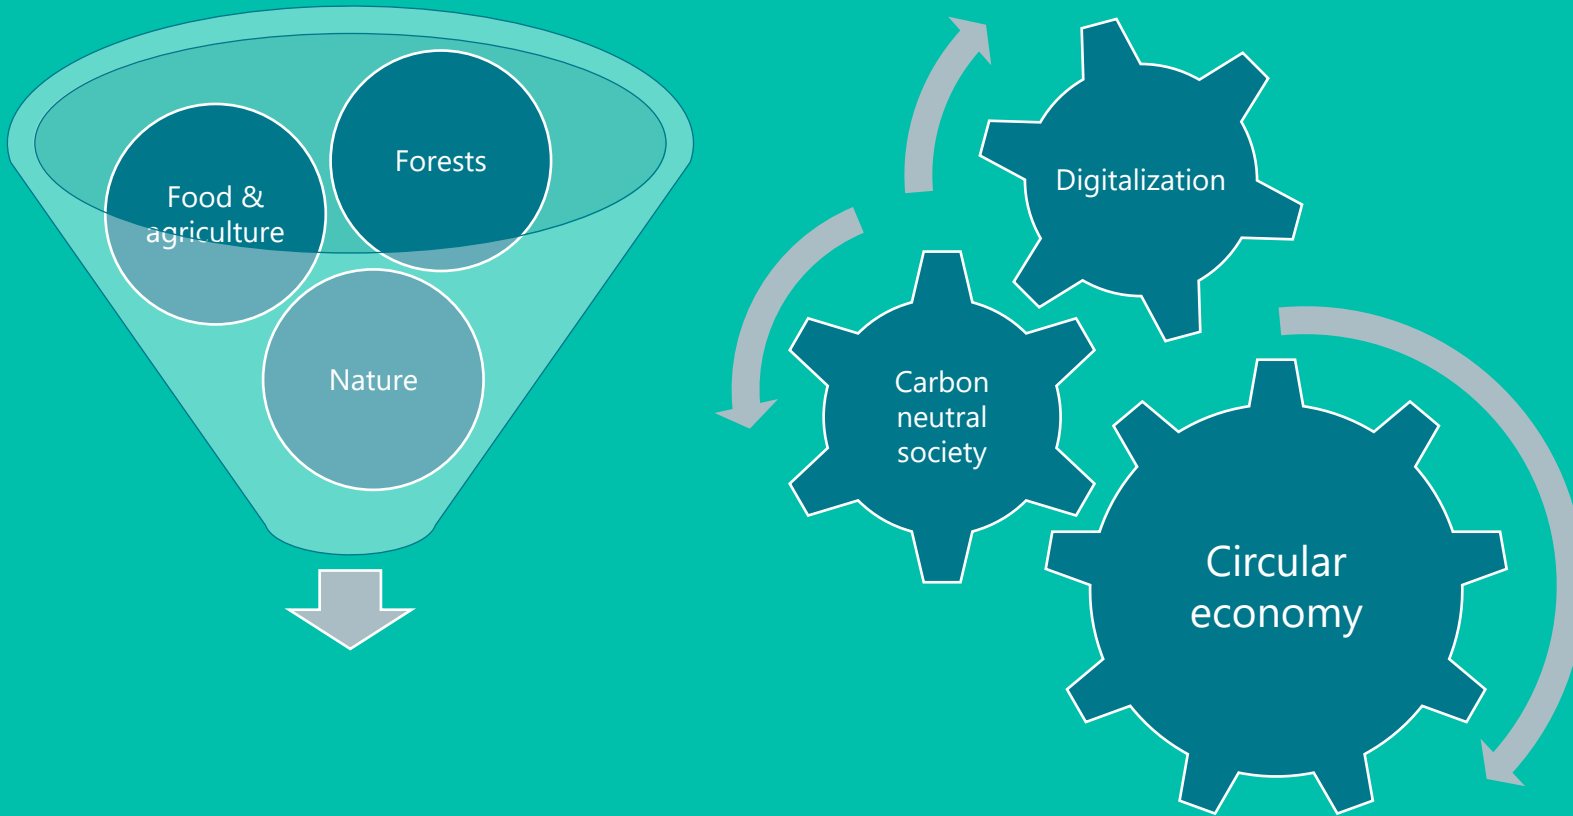 Forests
Food &
agriculture
Nature
Digitalization
Carbon
neutral
society
Circular
economy